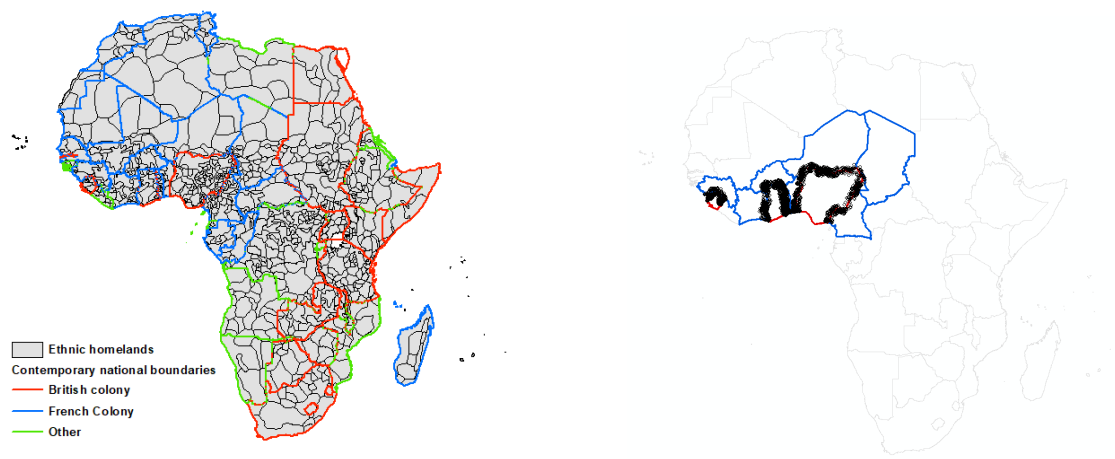 Ethnic homelands
Contemporary national boundaries
British colony
French Colony
Other